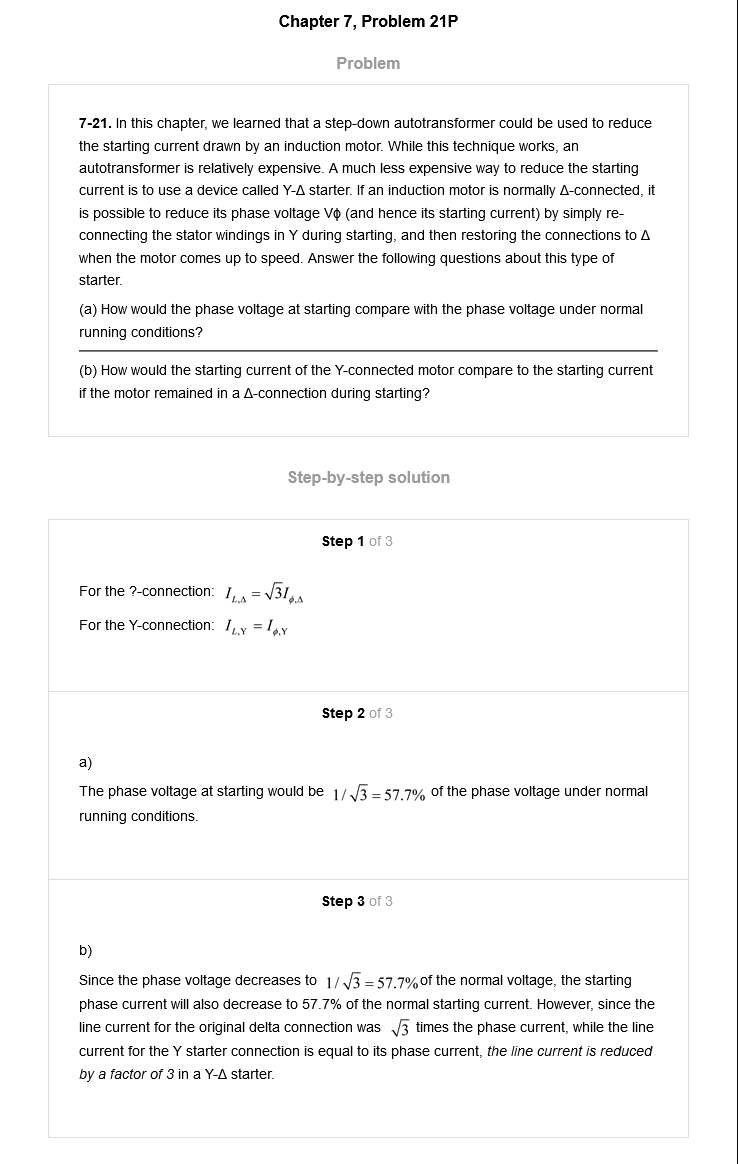 Chapter 7, Problem 21P
Problem
7-21. In this chapter, we learned that a step-down autotransformer could be used to reduce
the starting current drawn by an induction motor. While this technique works, an
autotransformer is relatively expensive. A much less expensive way to reduce the starting
current is to use a device called Y-Δ starter. If an induction motor is normally Δ-connected, it
is possible to reduce its phase voltage Vϕ (and hence its starting current) by simply re-
connecting the stator windings in Y during starting, and then restoring the connections to Δ
when the motor comes up to speed. Answer the following questions about this type of
starter.
(a) How would the phase voltage at starting compare with the phase voltage under normal
running conditions?
(b) How would the starting current of the Y-connected motor compare to the starting current
if the motor remained in a Δ-connection during starting?
Step-by-step solution
Step 1 of 3
For the ?-connection: I_{L,Δ} = √3I_{ϕ,Δ}
For the Y-connection: I_{L,Y} = I_{ϕ,Y}
Step 2 of 3
a)
The phase voltage at starting would be 1/√3 = 57.7% of the phase voltage under normal
running conditions.
Step 3 of 3
b)
Since the phase voltage decreases to 1/√3 = 57.7% of the normal voltage, the starting
phase current will also decrease to 57.7% of the normal starting current. However, since the
line current for the original delta connection was √3 times the phase current, while the line
current for the Y starter connection is equal to its phase current, the line current is reduced
by a factor of 3 in a Y-Δ starter.